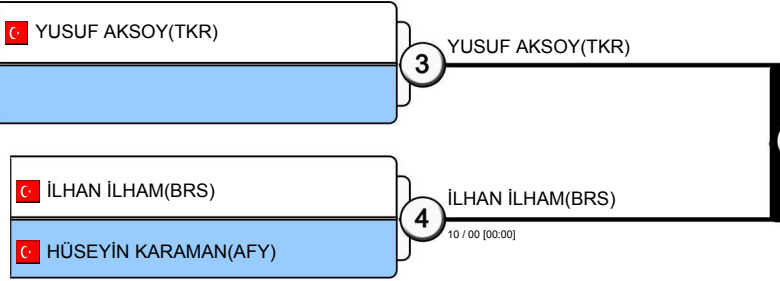 YUSUF AKSOY(TKR)
3
YUSUF AKSOY(TKR)
İLHAN İLHAM(BRS)
4
İLHAN İLHAM(BRS)
10 / 00 [00:00]
HÜSEYİN KARAMAN(AFY)